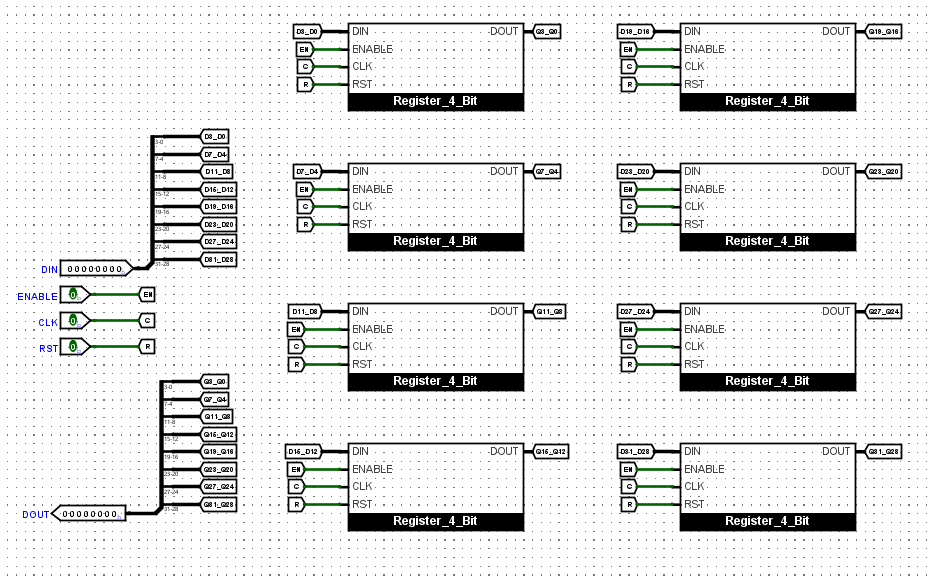 D3_D0 DIN DOUT Q3_Q0
EN ENABLE
C CLK
R RST
Register_4_Bit
D19_D16 DIN DOUT Q19_Q16
EN ENABLE
C CLK
R RST
Register_4_Bit
D7_D4 DIN DOUT Q7_Q4
EN ENABLE
C CLK
R RST
Register_4_Bit
D23_D20 DIN DOUT Q23_Q20
EN ENABLE
C CLK
R RST
Register_4_Bit
3-0 D3_D0
7-4 D7_D4
11-8 D11_D8
15-12 D15_D12
19-16 D19_D16
23-20 D23_D20
27-24 D27_D24
31-28 D31_D28
DIN 00000000
ENABLE 0 EN
CLK 0 C
RST 0 R
D11_D8 DIN DOUT Q11_Q8
EN ENABLE
C CLK
R RST
Register_4_Bit
D27_D24 DIN DOUT Q27_Q24
EN ENABLE
C CLK
R RST
Register_4_Bit
3-0 Q3_Q0
7-4 Q7_Q4
11-8 Q11_Q8
15-12 Q15_Q12
19-16 Q19_Q16
23-20 Q23_Q20
27-24 Q27_Q24
31-28 Q31_Q28
DOUT 00000000
D15_D12 DIN DOUT Q15_Q12
EN ENABLE
C CLK
R RST
Register_4_Bit
D31_D28 DIN DOUT Q31_Q28
EN ENABLE
C CLK
R RST
Register_4_Bit